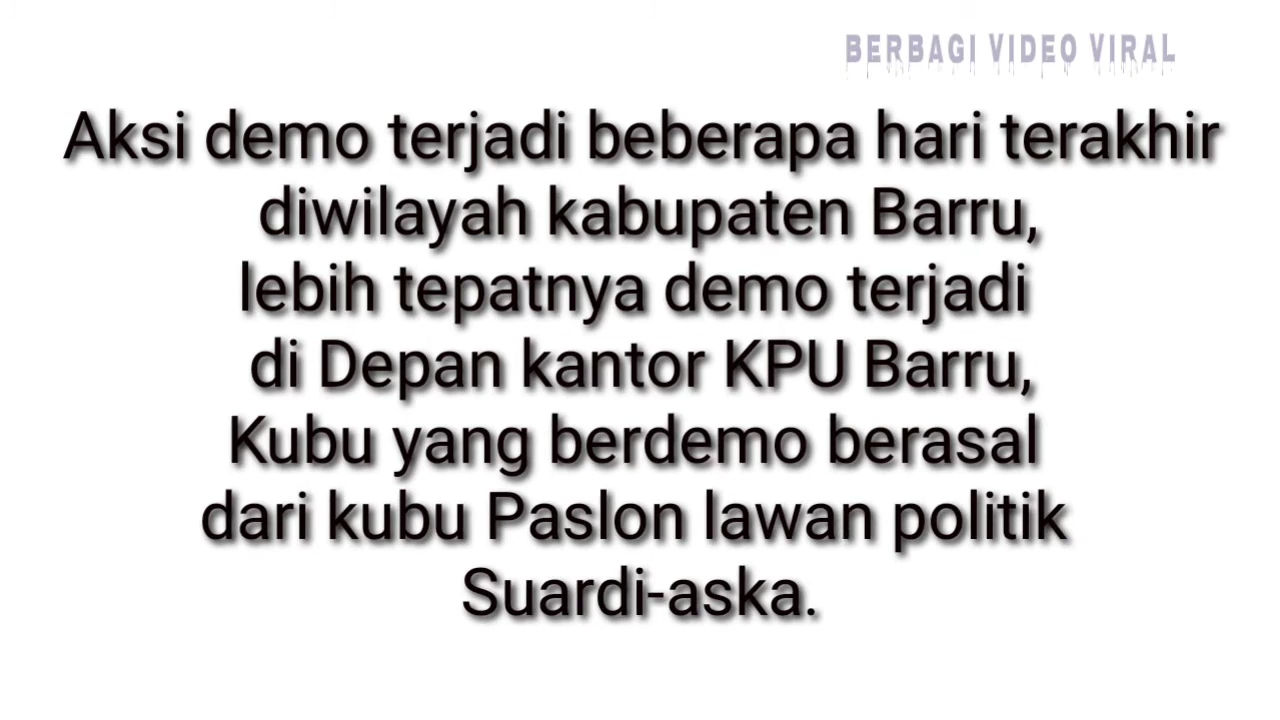 BERBAGI VIDEO VIRAL
Aksi demo terjadi beberapa hari terakhir
diwilayah kabupaten Barru,
lebih tepatnya demo terjadi
di Depan kantor KPU Barru,
Kubu yang berdemo berasal
dari kubu Paslon lawan politik
Suardi-aska.